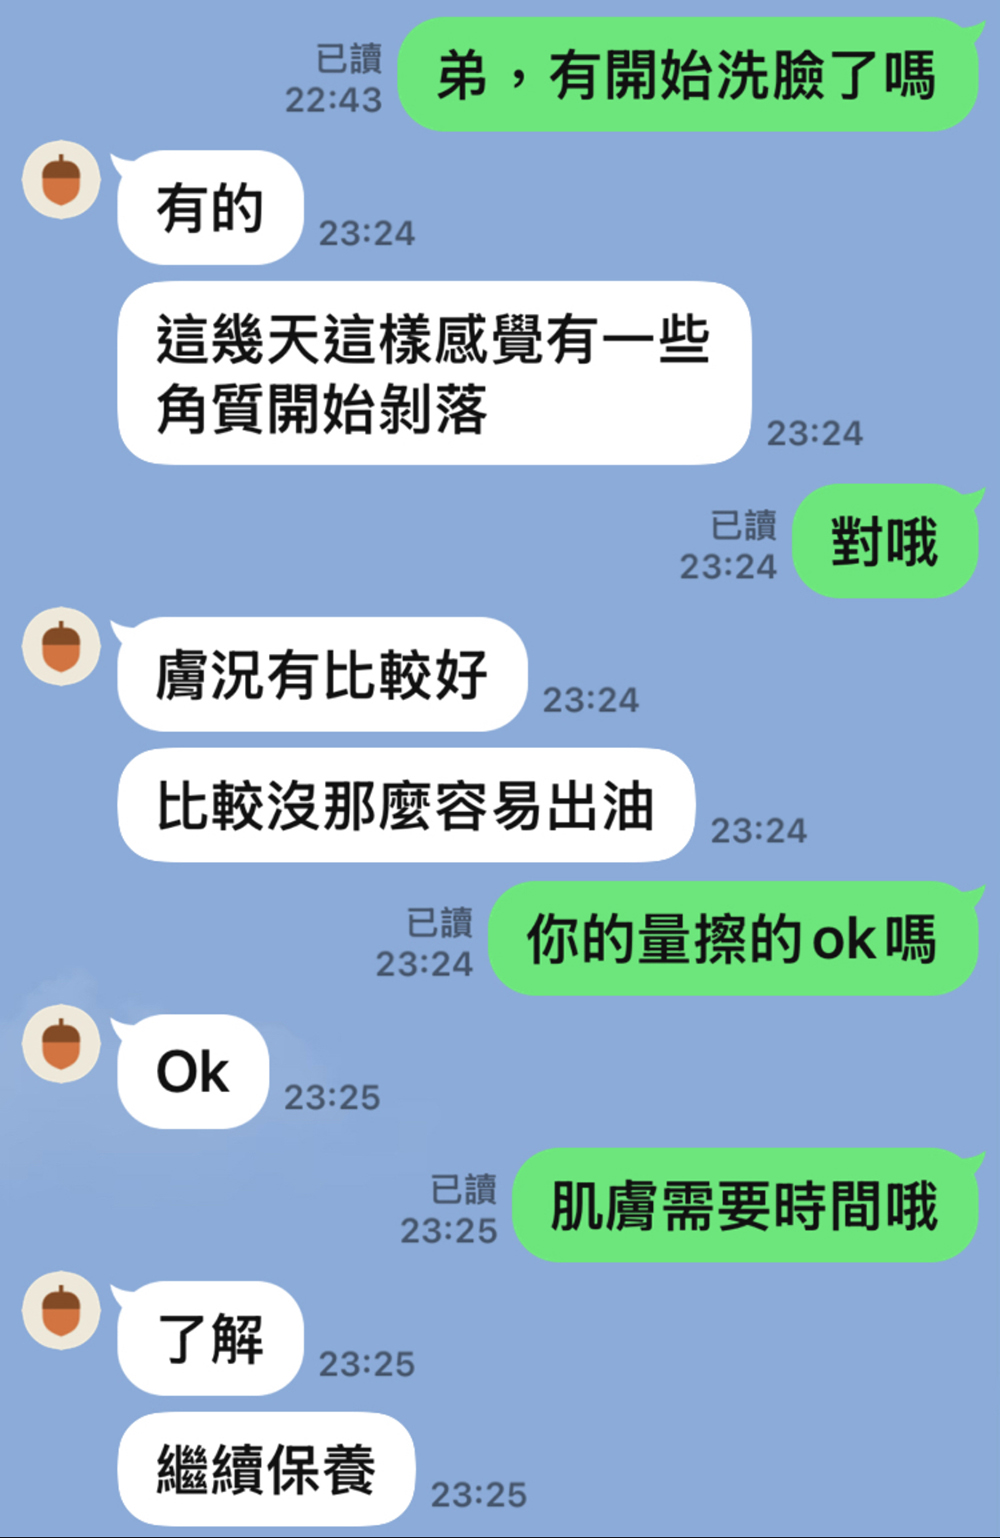 已讀
22:43
弟，有開始洗臉了嗎
有的
23:24
這幾天這樣感覺有一些
角質開始剝落
23:24
已讀
23:24
對哦
膚況有比較好
23:24
比較沒那麼容易出油
23:24
已讀
23:24
你的量擦的ok嗎
Ok
23:25
已讀
23:25
肌膚需要時間哦
了解
23:25
繼續保養
23:25